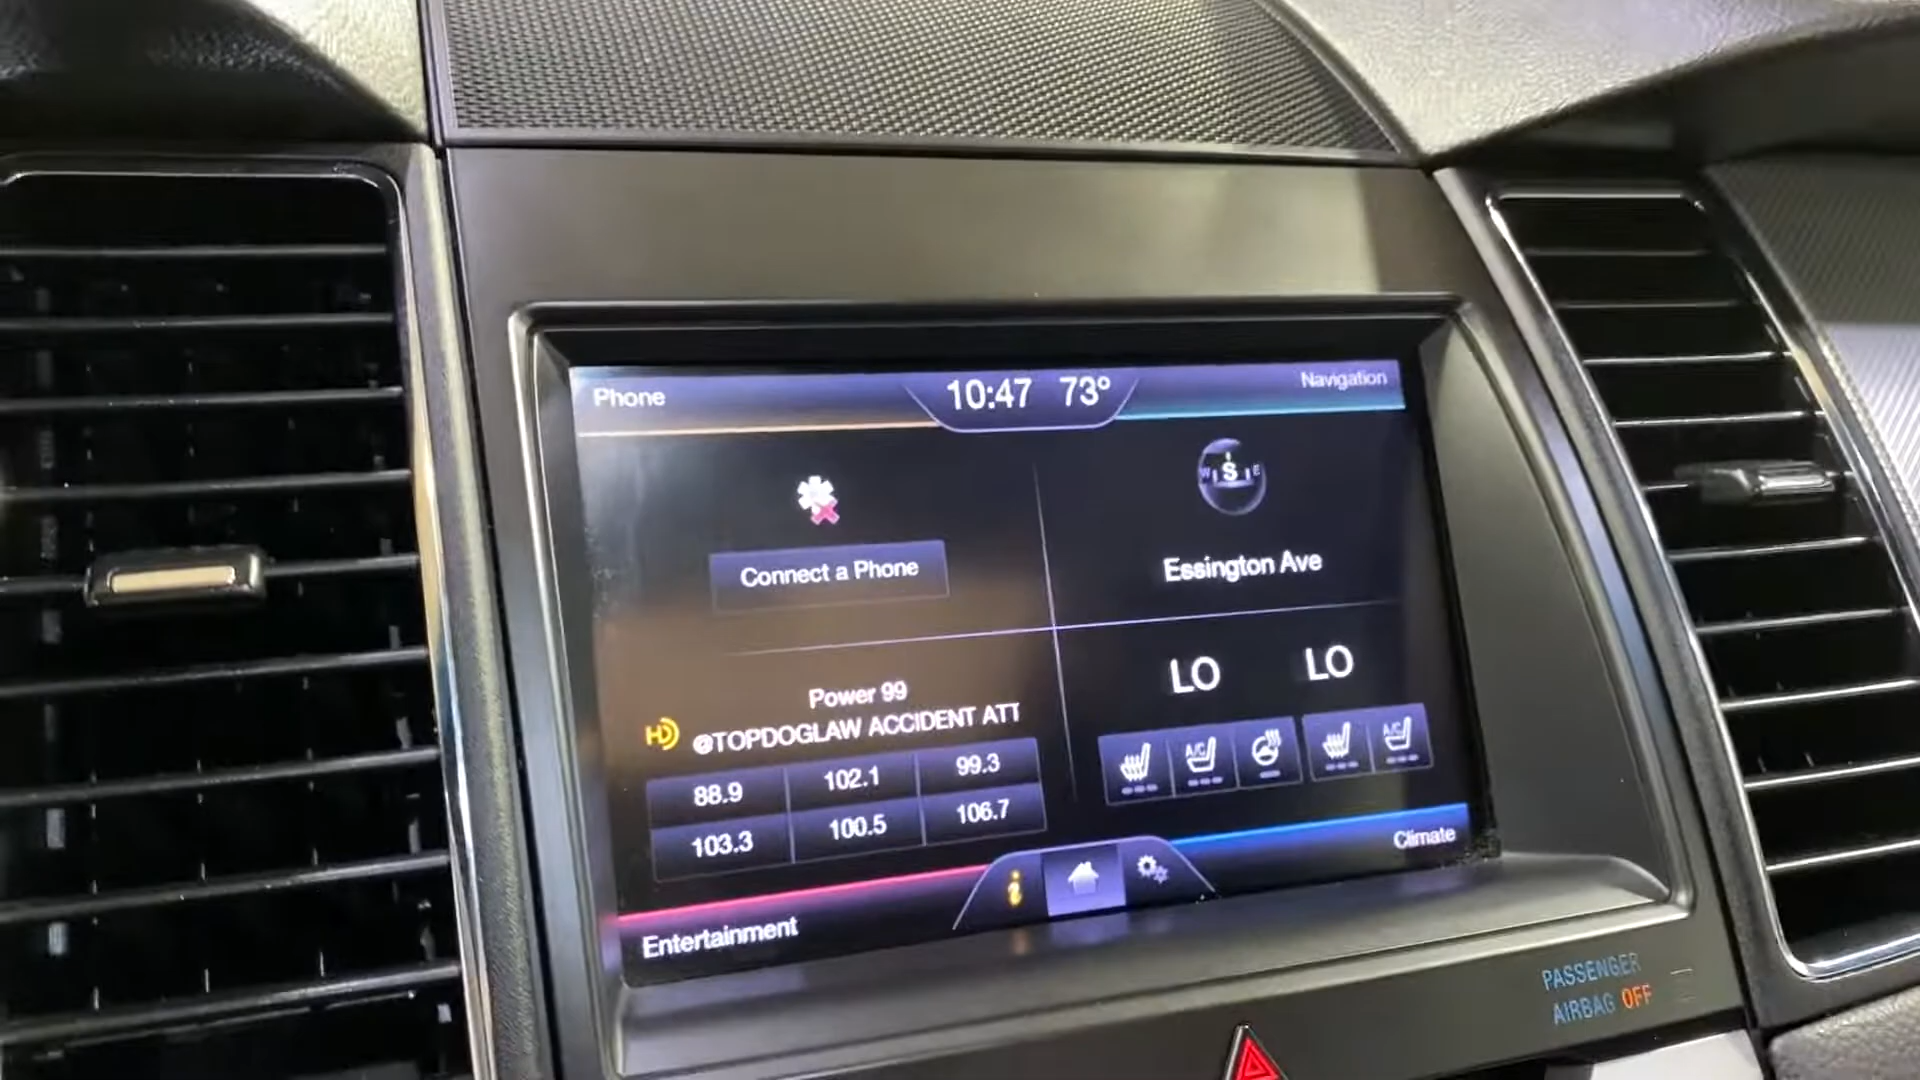 Phone
10:47 73°
Navigation
W S E
Connect a Phone
Essington Ave
Power 99
HD @TOPDOGLAW ACCIDENT ATT
88.9 102.1 99.3
103.3 100.5 106.7
LO LO
A/C A/C
Entertainment
i
Climate
PASSENGER
AIRBAG OFF